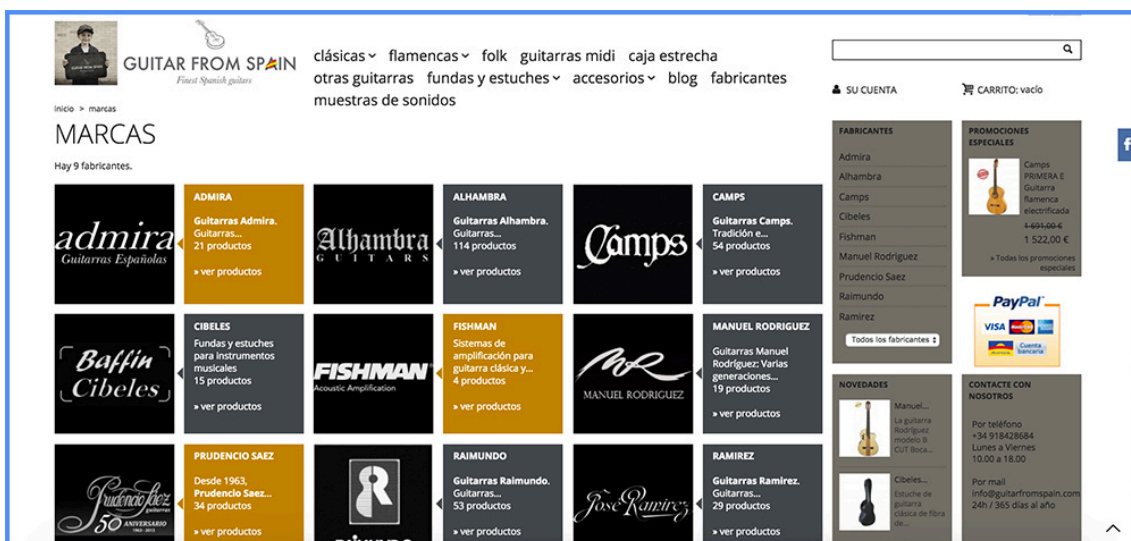 GUITAR FROM SPAIN
Finest Spanish guitars
clásicas flamencas folk guitarras midi caja estrecha
otras guitarras fundas y estuches accesorios blog fabricantes
muestras de sonidos
SU CUENTA
CARRITO: vacío
inicio > marcas
MARCAS
Hay 9 fabricantes.
admira
Guitarras Españolas
ADMIRA
Guitarras Admira.
Guitarras...
21 productos
» ver productos
Alhambra
GUITARS
ALHAMBRA
Guitarras Alhambra.
Guitarras...
114 productos
» ver productos
Camps
CAMPS
Guitarras Camps.
Tradición e...
54 productos
» ver productos
Baffin
Cibeles
CIBELES
Fundas y estuches
para instrumentos
musicales
15 productos
» ver productos
FISHMAN
Acoustic Amplification
FISHMAN
Sistemas de
amplificación para
guitarra clásica y...
4 productos
» ver productos
MR
MANUEL RODRIGUEZ
MANUEL RODRIGUEZ
Guitarras Manuel
Rodríguez: Varias
generaciones...
19 productos
» ver productos
Prudencio Sáez
guitarras
50 ANIVERSARIO
1963 - 2013
PRUDENCIO SAEZ
Desde 1963,
Prudencio Saez...
34 productos
» ver productos
RAIMUNDO
Guitarras Raimundo.
Guitarras...
53 productos
» ver productos
José Ramírez
RAMIREZ
Guitarras Ramirez.
Guitarras...
29 productos
» ver productos
FABRICANTES
Admira
Alhambra
Camps
Cibeles
Fishman
Manuel Rodriguez
Prudencio Saez
Raimundo
Ramirez
Todos los fabricantes
PROMOCIONES
ESPECIALES
Camps
PRIMERA E
Guitarra
flamenca
electrificada
1 691,00 €
1 522,00 €
» Todas los promociones
especiales
PayPal
VISA
Cuenta
bancaria
NOVEDADES
Manuel...
La guitarra
Rodríguez
modelo B
CUT Boca...
Cibeles...
Estuche de
guitarra
clásica de fibra
de...
CONTACTE CON
NOSOTROS
Por teléfono
+34 918428684
Lunes a Viernes
10.00 a 18.00
Por mail
info@guitarfromspain.com
24h / 365 días al año
f